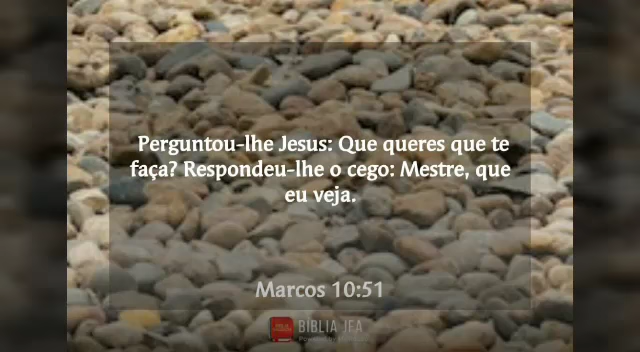 Perguntou-lhe Jesus: Que queres que te
faça? Respondeu-lhe o cego: Mestre, que
eu veja.
Marcos 10:51
BIBLIA JFA